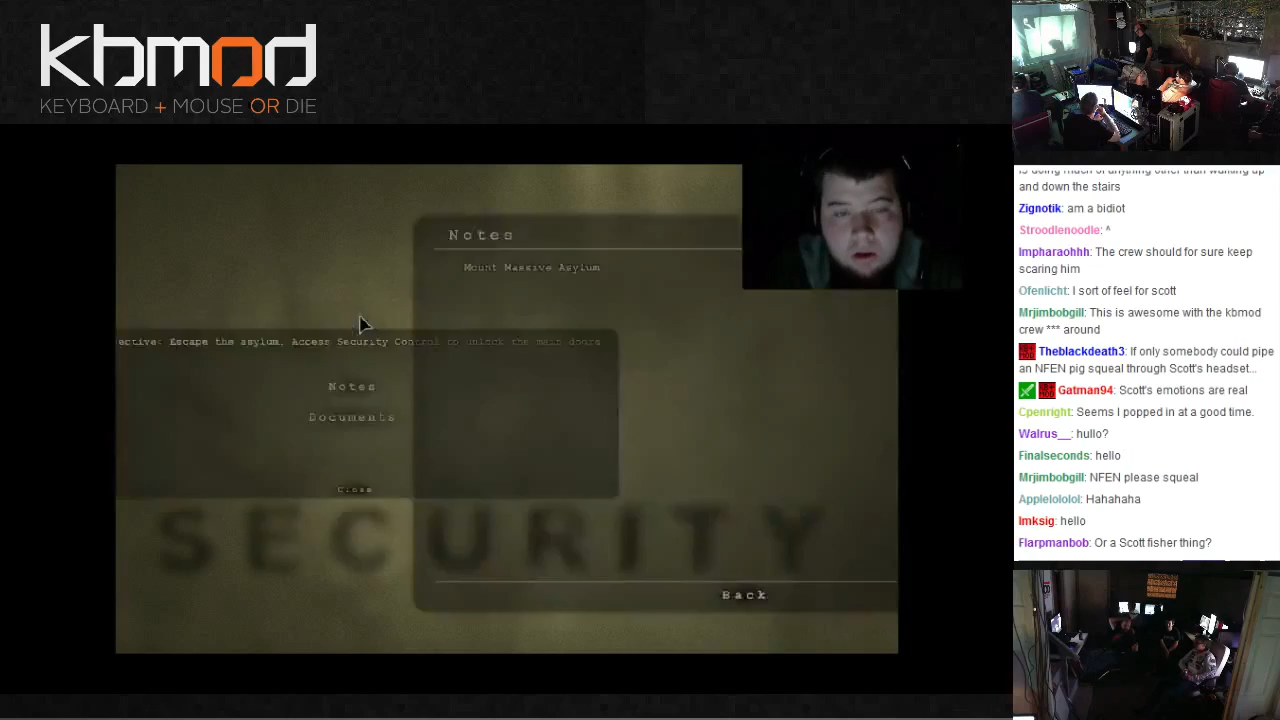 kbmod
KEYBOARD + MOUSE OR DIE
Notes
Mount Massive Asylum
ective: Escape the asylum, Access Security Control to unlock the main doors
Notes
Documents
Close
SECURITY
Back
is doing much of anything other than walking up
and down the stairs
Zignotik: am a bidiot
Stroodlenoodle: ^
Impharaohhh: The crew should for sure keep
scaring him
Ofenlicht: I sort of feel for scott
Mrjimbobgill: This is awesome with the kbmod
crew *** around
Theblackdeath3: If only somebody could pipe
an NFEN pig squeal through Scott's headset...
Gatman94: Scott's emotions are real
Cpenright: Seems I popped in at a good time.
Walrus__: hullo?
Finalseconds: hello
Mrjimbobgill: NFEN please squeal
Applelololol: Hahahaha
Imksig: hello
Flarpmanbob: Or a Scott fisher thing?